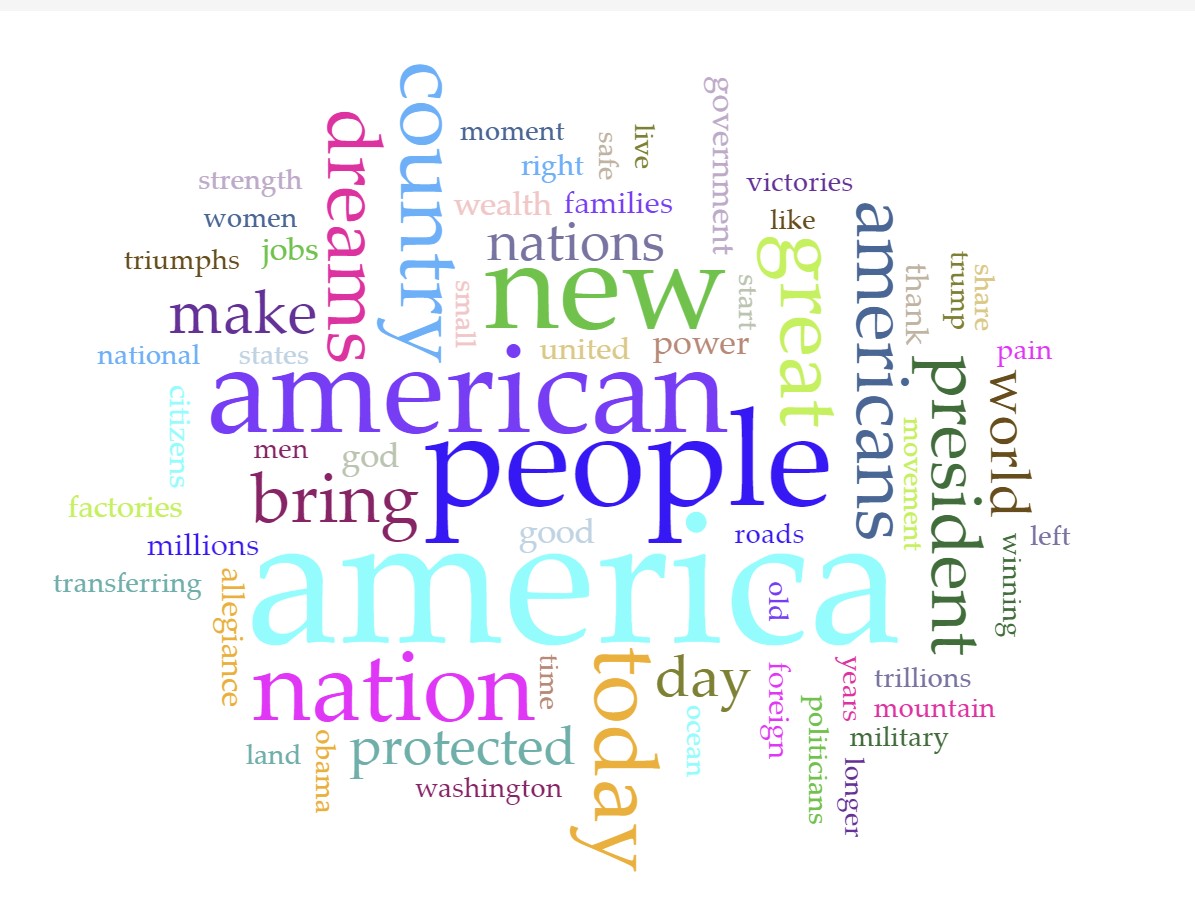 country
government
dreams
moment
live
safe
right
strength
victories
wealth
families
women
like
americans
nations
triumphs
jobs
great
new
thank
trump
share
small
start
make
united
power
pain
national
states
american
president
world
citizens
people
men
god
movement
bring
factories
good
roads
left
millions
america
winning
transferring
allegiance
old
nation
time
today
day
foreign
years
trillions
mountain
ocean
politicians
military
land
obama
protected
longer
washington